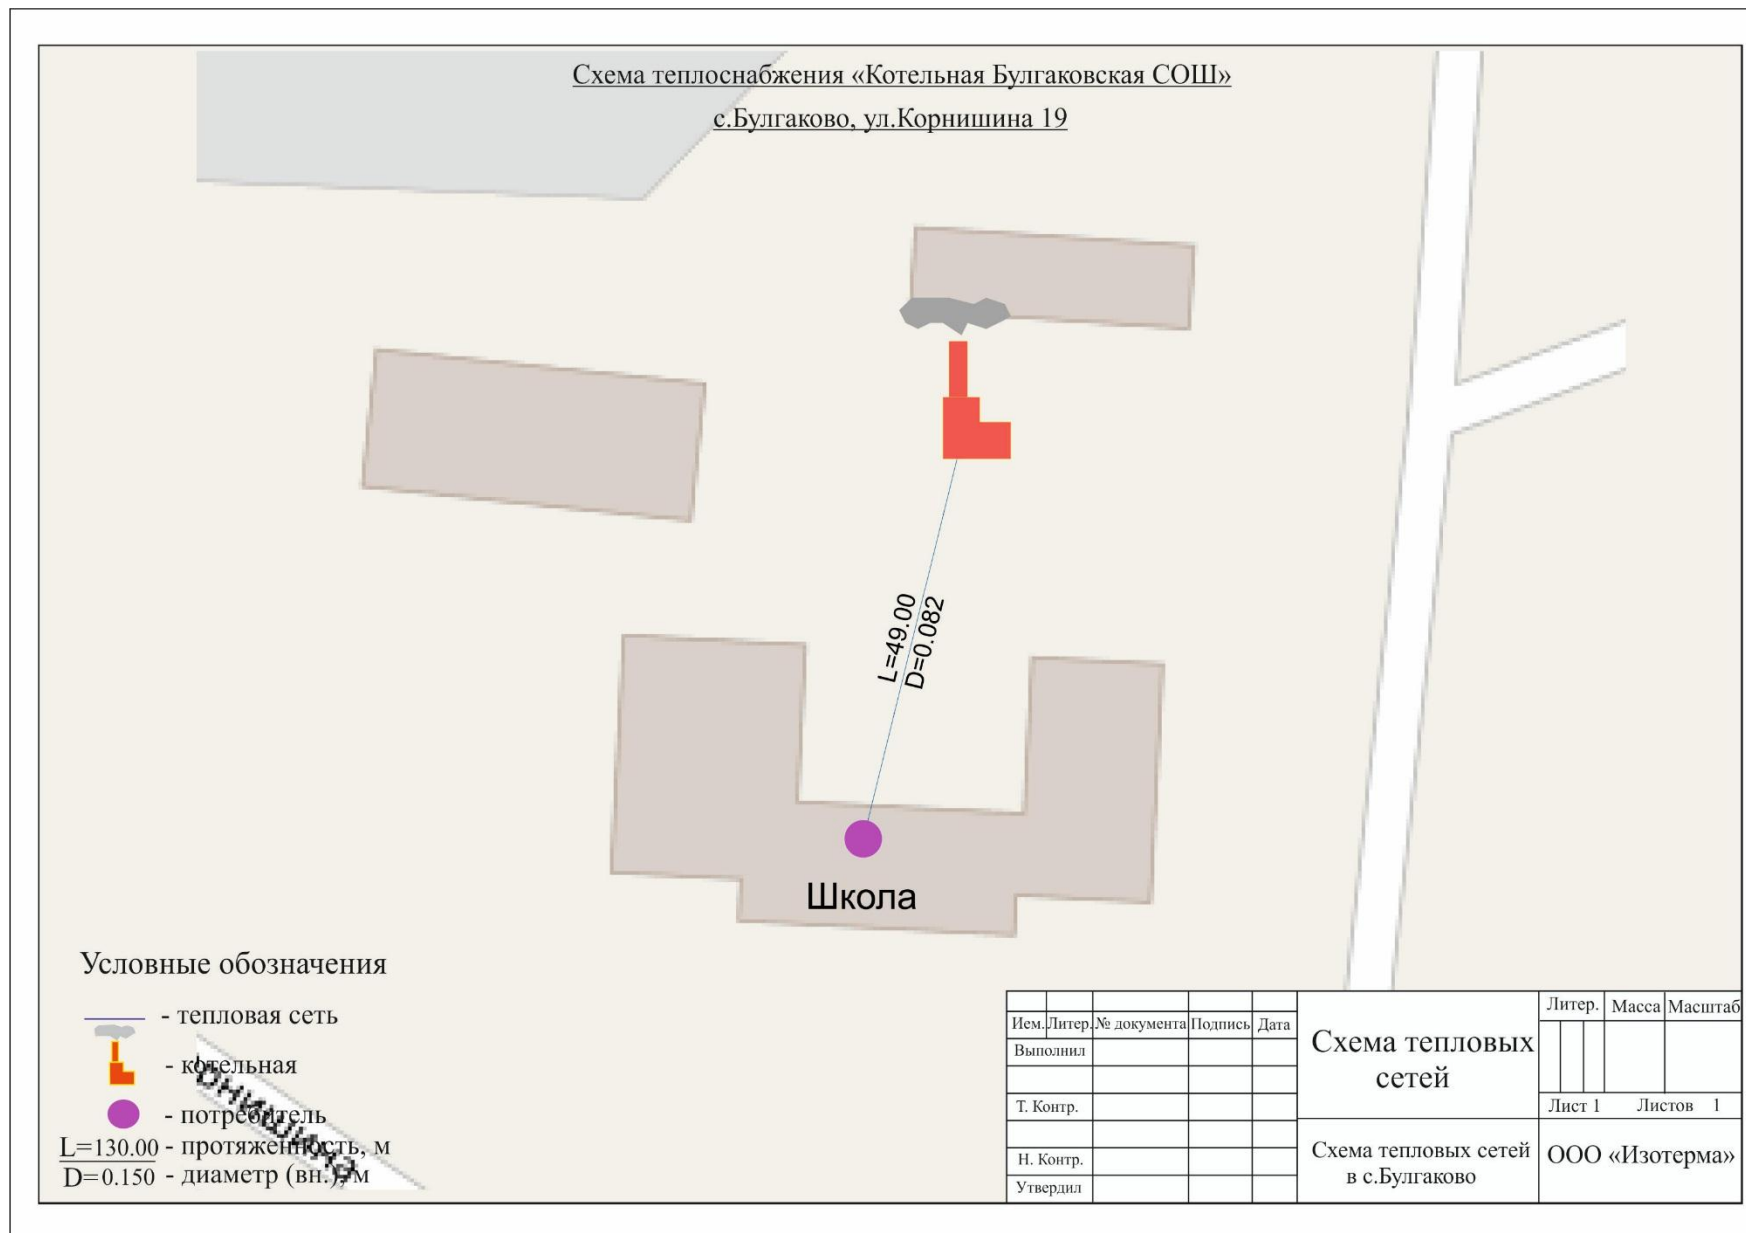 Схема теплоснабжения «Котельная Булгаковская СОШ»
с.Булгаково, ул.Корнишина 19
L=49.00
D=0.082
Школа
Условные обозначения
- тепловая сеть
- котельная
- потребитель
L=130.00 - протяженность, м
D=0.150 - диаметр (вн.), м
Ием. Литер. № документа Подпись Дата
Выполнил
Т. Контр.
Н. Контр.
Утвердил
Схема тепловых
сетей
Схема тепловых сетей
в с.Булгаково
Литер. Масса Масштаб
Лист 1 Листов 1
ООО «Изотерма»